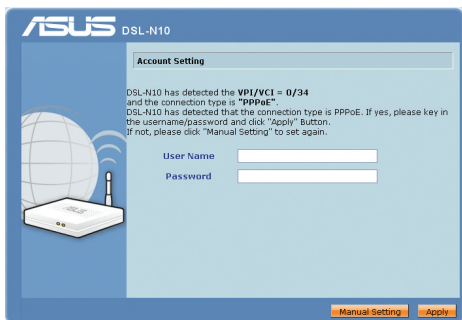 ASUS DSL-N10
Account Setting
DSL-N10 has detected the VPI/VCI = 0/34
and the connection type is "PPPoE".
DSL-N10 has detected that the connection type is PPPoE. If yes, please key in
the username/password and click "Apply" Button.
If not, please click "Manual Setting" to set again.
User Name
Password
ASUS
Manual Setting Apply